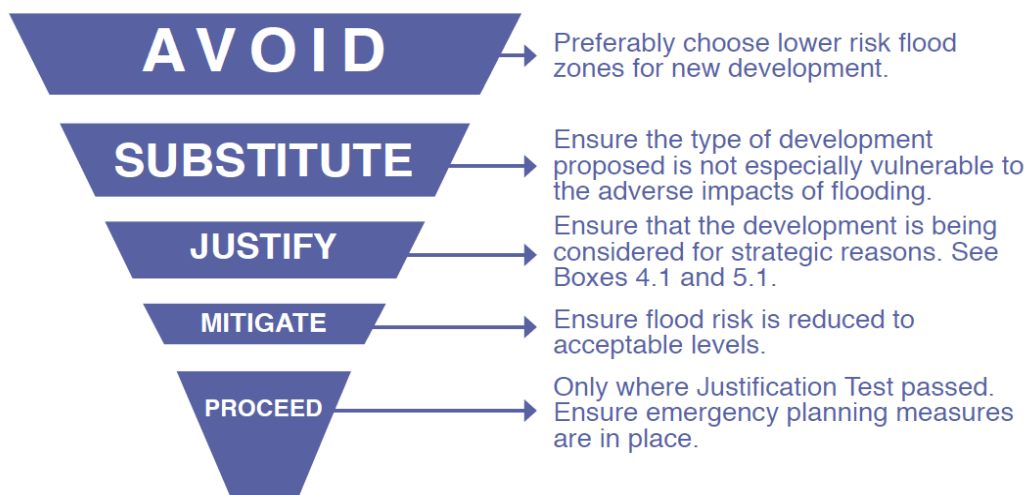 AVOID
Preferably choose lower risk flood
zones for new development.
SUBSTITUTE
Ensure the type of development
proposed is not especially vulnerable to
the adverse impacts of flooding.
JUSTIFY
Ensure that the development is being
considered for strategic reasons. See
Boxes 4.1 and 5.1.
MITIGATE
Ensure flood risk is reduced to
acceptable levels.
PROCEED
Only where Justification Test passed.
Ensure emergency planning measures
are in place.